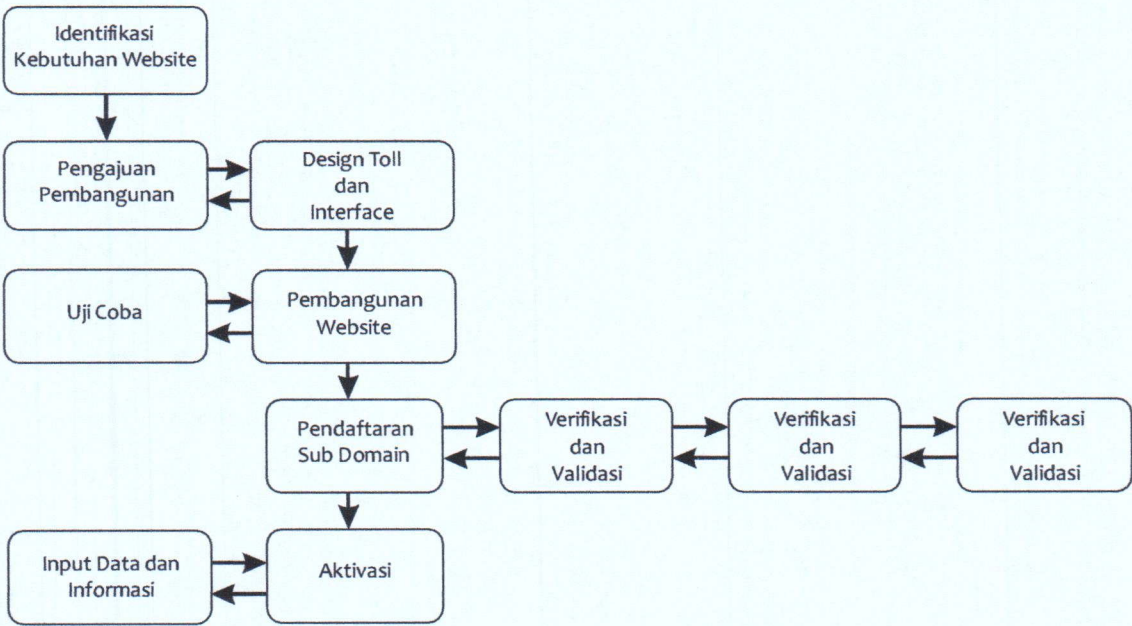 Identifikasi
Kebutuhan Website
Pengajuan
Pembangunan
Design Toll
dan
Interface
Uji Coba
Pembangunan
Website
Pendaftaran
Sub Domain
Verifikasi
dan
Validasi
Verifikasi
dan
Validasi
Verifikasi
dan
Validasi
Input Data dan
Informasi
Aktivasi